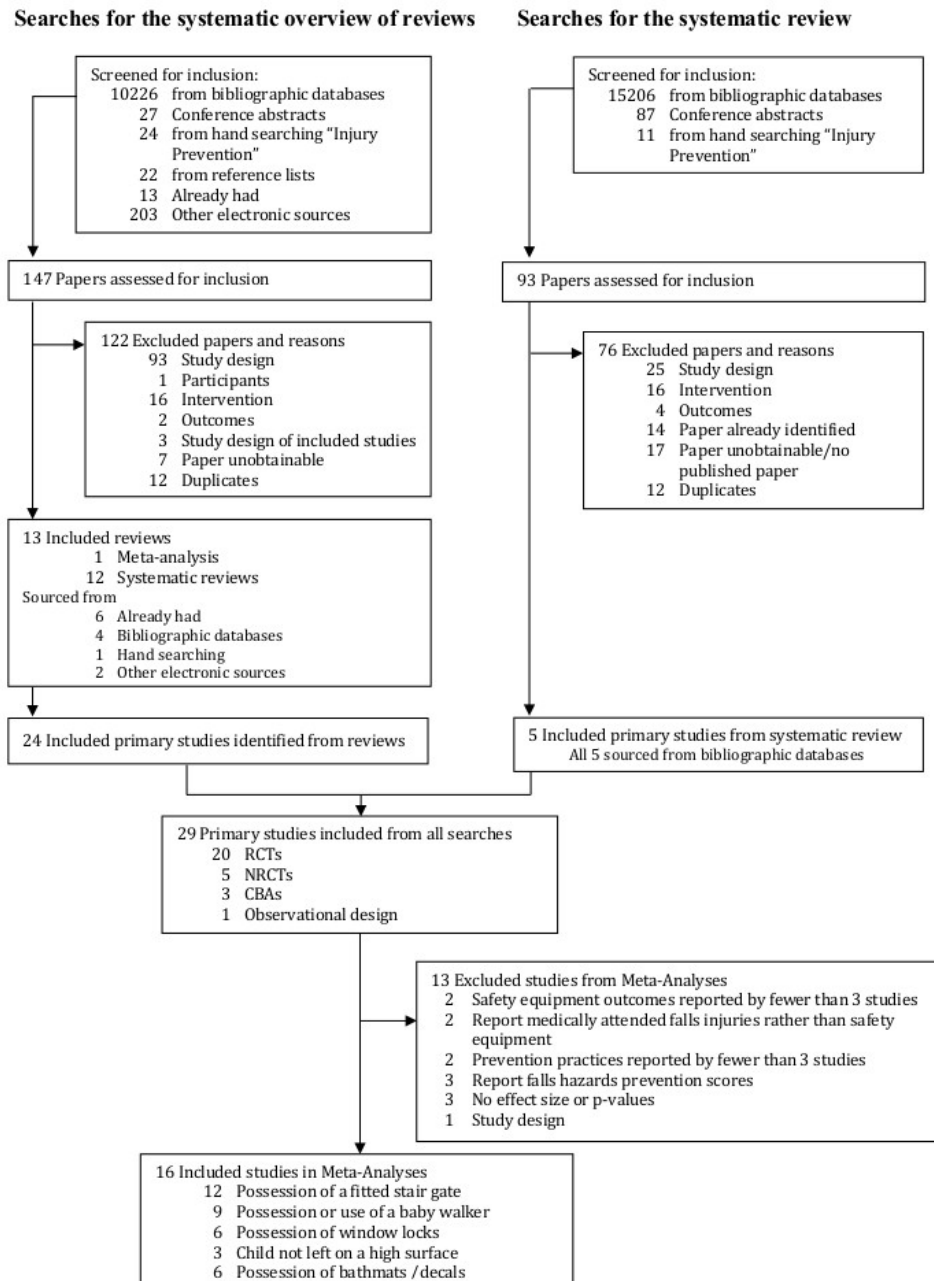 Searches for the systematic overview of reviews
Screened for inclusion:
10226 from bibliographic databases
27 Conference abstracts
24 from hand searching “Injury
Prevention”
22 from reference lists
13 Already had
203 Other electronic sources
147 Papers assessed for inclusion
122 Excluded papers and reasons
93 Study design
1 Participants
16 Intervention
2 Outcomes
3 Study design of included studies
7 Paper unobtainable
12 Duplicates
13 Included reviews
1 Meta-analysis
12 Systematic reviews
Sourced from
6 Already had
4 Bibliographic databases
1 Hand searching
2 Other electronic sources
24 Included primary studies identified from reviews
Searches for the systematic review
Screened for inclusion:
15206 from bibliographic databases
87 Conference abstracts
11 from hand searching “Injury
Prevention”
93 Papers assessed for inclusion
76 Excluded papers and reasons
25 Study design
16 Intervention
4 Outcomes
14 Paper already identified
17 Paper unobtainable/no
published paper
12 Duplicates
5 Included primary studies from systematic review
All 5 sourced from bibliographic databases
29 Primary studies included from all searches
20 RCTs
5 NRCTs
3 CBAs
1 Observational design
13 Excluded studies from Meta-Analyses
2 Safety equipment outcomes reported by fewer than 3 studies
2 Report medically attended falls injuries rather than safety
equipment
2 Prevention practices reported by fewer than 3 studies
3 Report falls hazards prevention scores
3 No effect size or p-values
1 Study design
16 Included studies in Meta-Analyses
12 Possession of a fitted stair gate
9 Possession or use of a baby walker
6 Possession of window locks
3 Child not left on a high surface
6 Possession of bathmats /decals